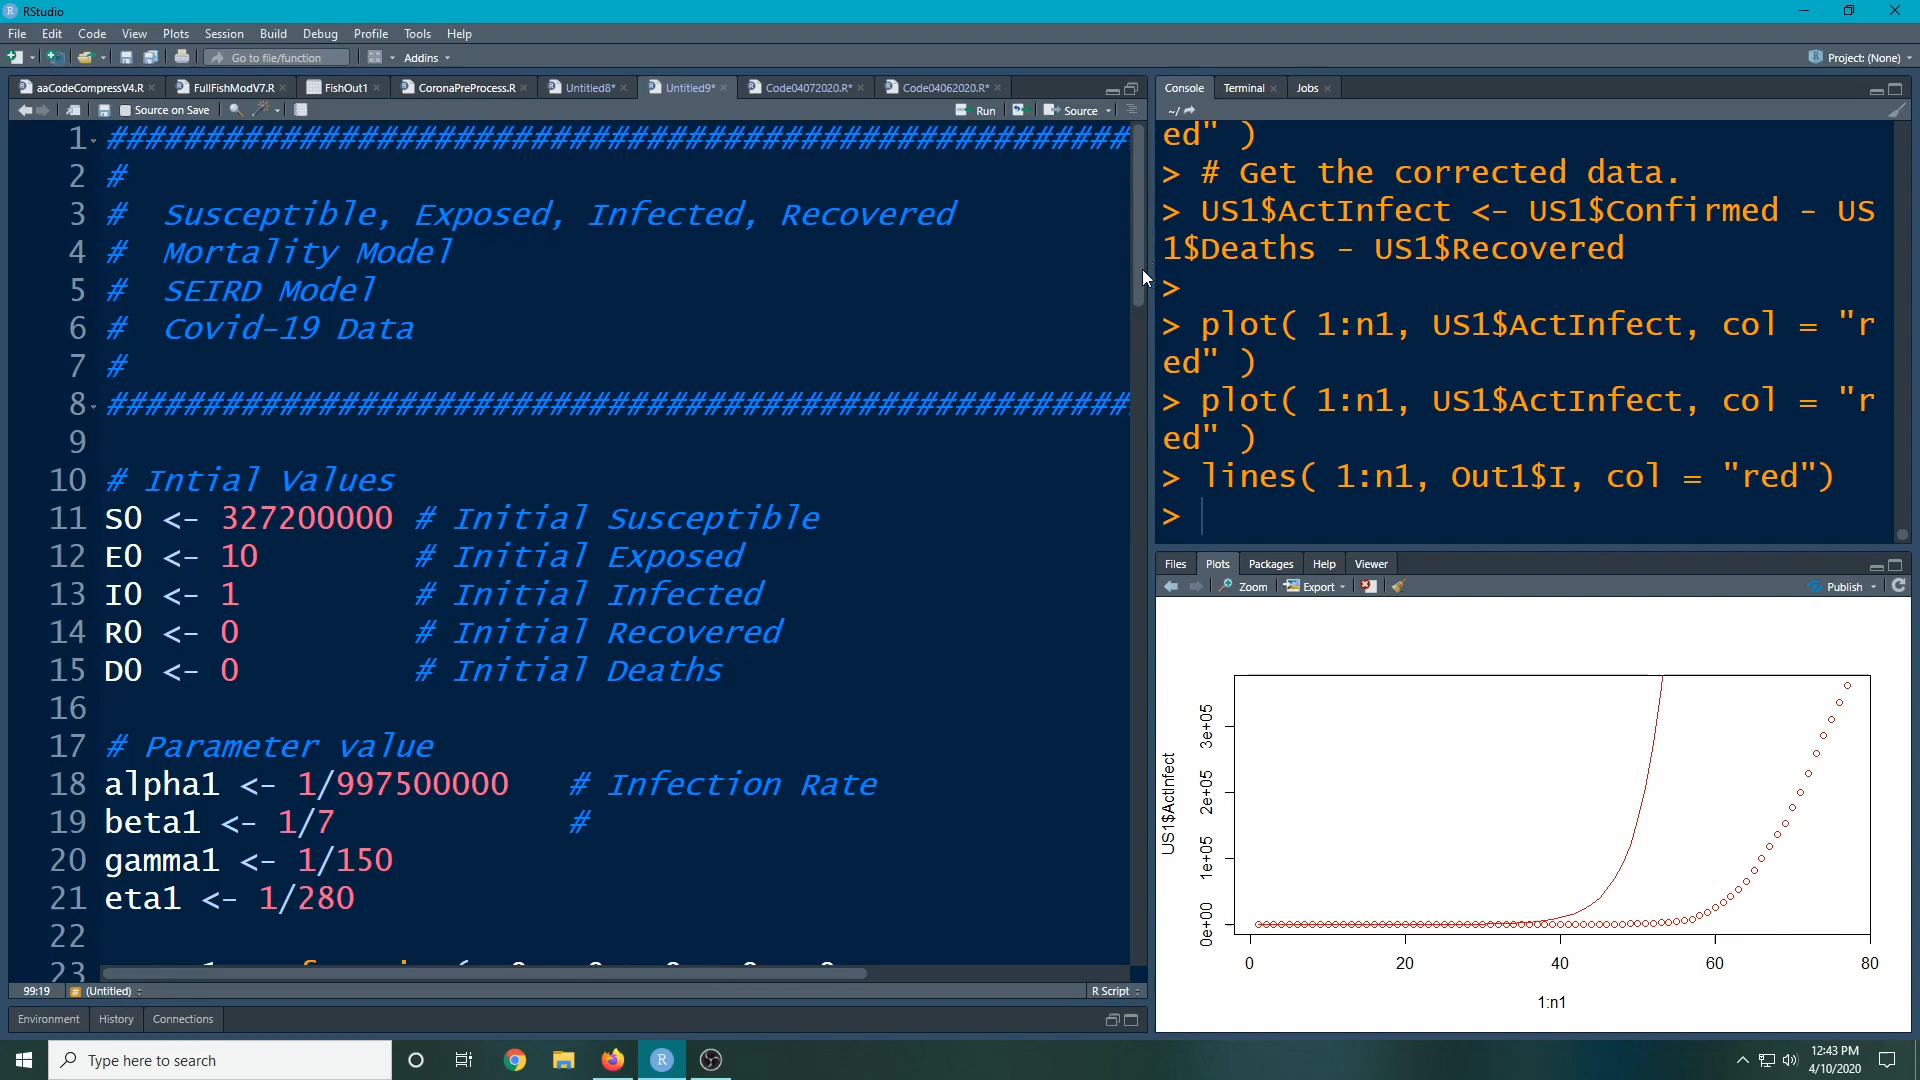 RStudio
File Edit Code View Plots Session Build Debug Profile Tools Help
Go to file/function Addins Project: (None)
aaCodeCompressV4.R FullFishModV7.R FishOut1 CoronaPreProcess.R Untitled8* Untitled9* Code04072020.R* Code04062020.R*
Source on Save Run Source
1 ######################################################
2 #
3 # Susceptible, Exposed, Infected, Recovered
4 # Mortality Model
5 # SEIRD Model
6 # Covid-19 Data
7 #
8 ######################################################
9
10 # Intial Values
11 S0 <- 327200000 # Initial Susceptible
12 E0 <- 10 # Initial Exposed
13 I0 <- 1 # Initial Infected
14 R0 <- 0 # Initial Recovered
15 D0 <- 0 # Initial Deaths
16
17 # Parameter value
18 alpha1 <- 1/997500000 # Infection Rate
19 beta1 <- 1/7 #
20 gamma1 <- 1/150
21 eta1 <- 1/280
22
23
99:19 (Untitled) R Script
Environment History Connections
Console Terminal Jobs
~/
ed" )
> # Get the corrected data.
> US1$ActInfect <- US1$Confirmed - US
1$Deaths - US1$Recovered
>
> plot( 1:n1, US1$ActInfect, col = "r
ed" )
> plot( 1:n1, US1$ActInfect, col = "r
ed" )
> lines( 1:n1, Out1$I, col = "red")
>
Files Plots Packages Help Viewer
Zoom Export Publish
US1$ActInfect
3e+05
2e+05
1e+05
0e+00
0 20 40 60 80
1:n1
Type here to search
12:43 PM
4/10/2020